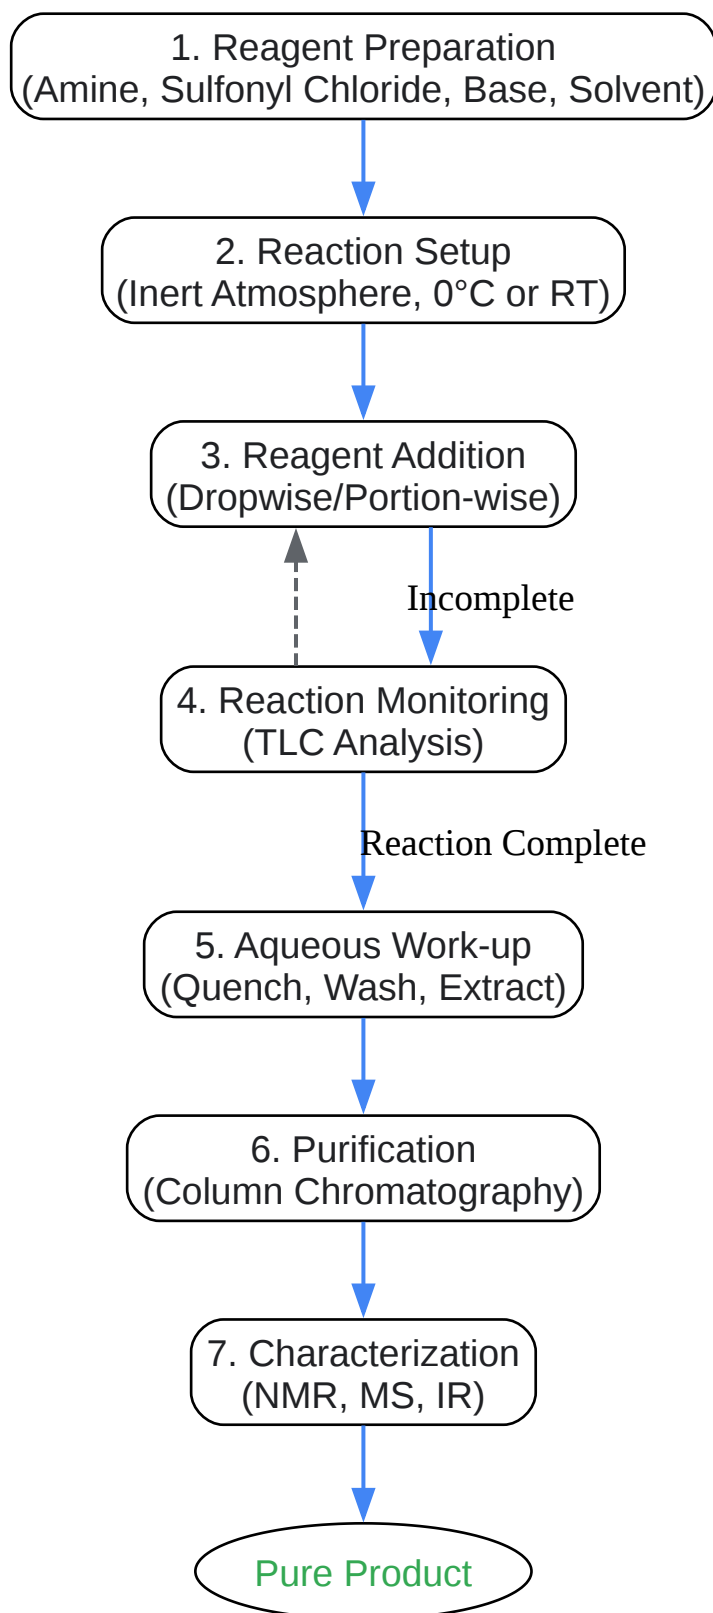 1. Reagent Preparation
(Amine, Sulfonyl Chloride, Base, Solvent)
2. Reaction Setup
(Inert Atmosphere, 0°C or RT)
3. Reagent Addition
(Dropwise/Portion-wise)
Incomplete
4. Reaction Monitoring
(TLC Analysis)
Reaction Complete
5. Aqueous Work-up
(Quench, Wash, Extract)
6. Purification
(Column Chromatography)
7. Characterization
(NMR, MS, IR)
Pure Product